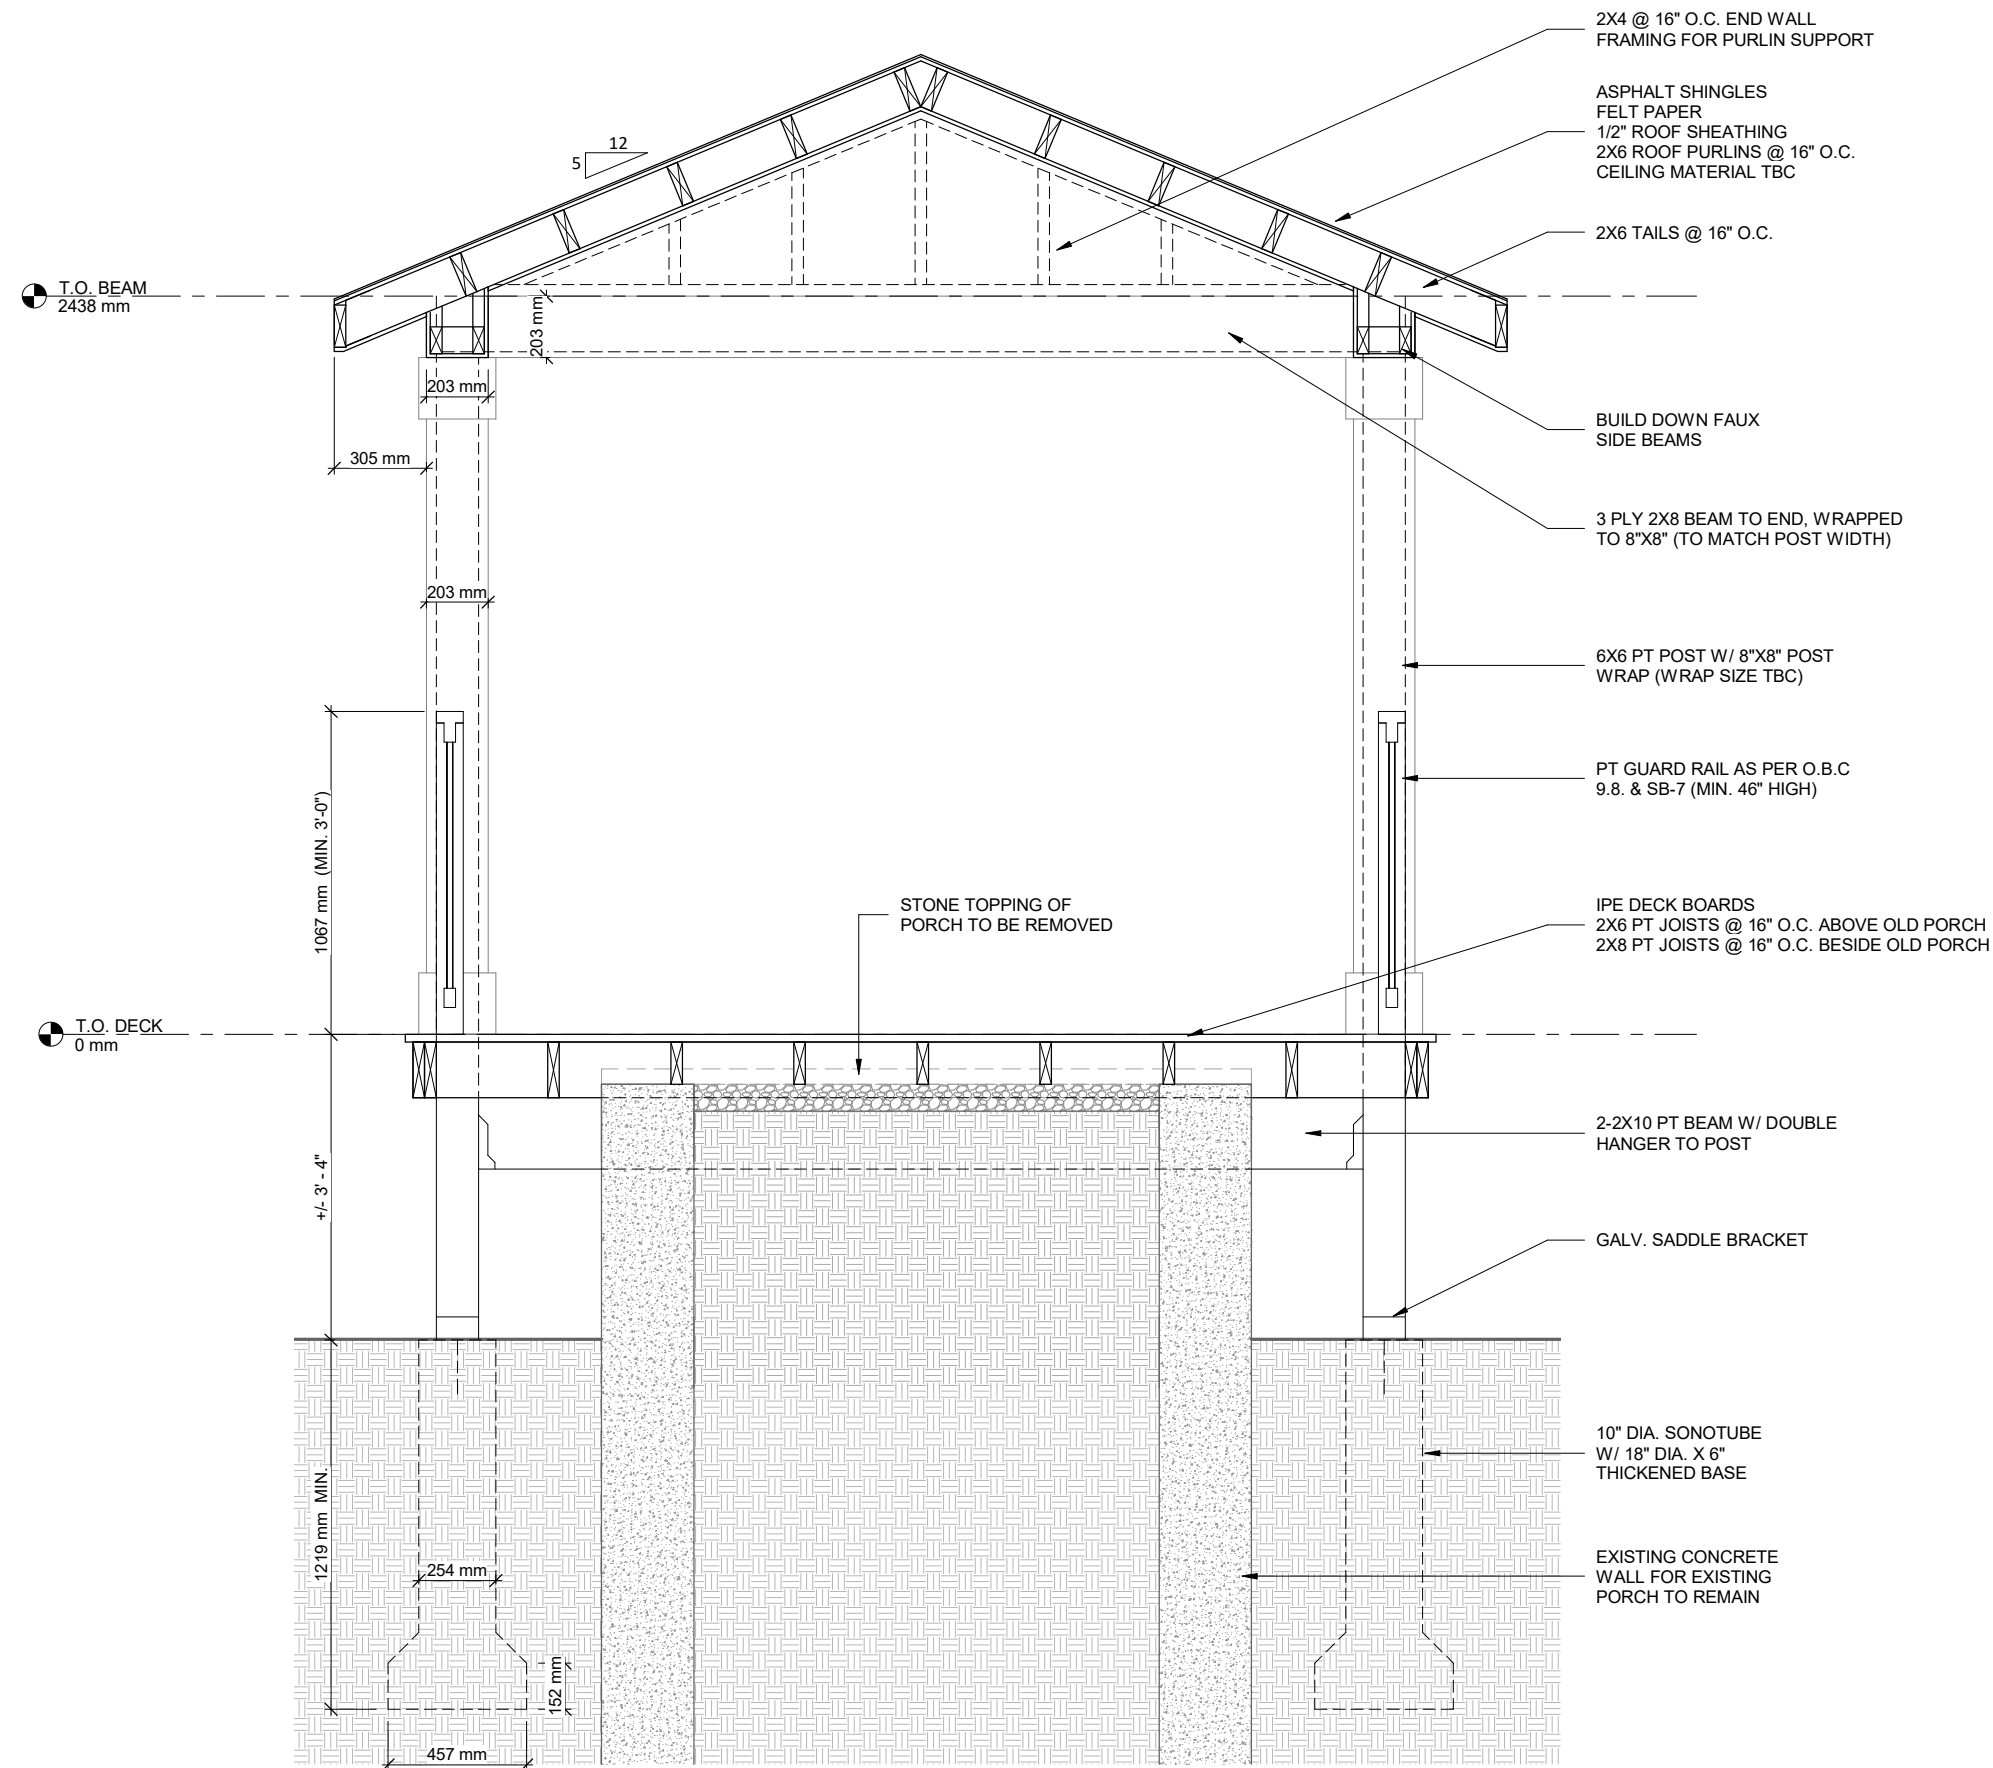 2X4 @ 16" O.C. END WALL
FRAMING FOR PURLIN SUPPORT
ASPHALT SHINGLES
FELT PAPER
1/2" ROOF SHEATHING
2X6 ROOF PURLINS @ 16" O.C.
CEILING MATERIAL TBC
12
5
2X6 TAILS @ 16" O.C.
T.O. BEAM
2438 mm
203 mm
203 mm
BUILD DOWN FAUX
SIDE BEAMS
305 mm
3 PLY 2X8 BEAM TO END, WRAPPED
TO 8"X8" (TO MATCH POST WIDTH)
203 mm
6X6 PT POST W/ 8"X8" POST
WRAP (WRAP SIZE TBC)
PT GUARD RAIL AS PER O.B.C
9.8. & SB-7 (MIN. 46" HIGH)
1067 mm (MIN. 3'-0")
STONE TOPPING OF
PORCH TO BE REMOVED
IPE DECK BOARDS
2X6 PT JOISTS @ 16" O.C. ABOVE OLD PORCH
2X8 PT JOISTS @ 16" O.C. BESIDE OLD PORCH
T.O. DECK
0 mm
2-2X10 PT BEAM W/ DOUBLE
HANGER TO POST
+/- 3' - 4"
GALV. SADDLE BRACKET
10" DIA. SONOTUBE
W/ 18" DIA. X 6"
THICKENED BASE
1219 mm MIN.
254 mm
EXISTING CONCRETE
WALL FOR EXISTING
PORCH TO REMAIN
152 mm
457 mm